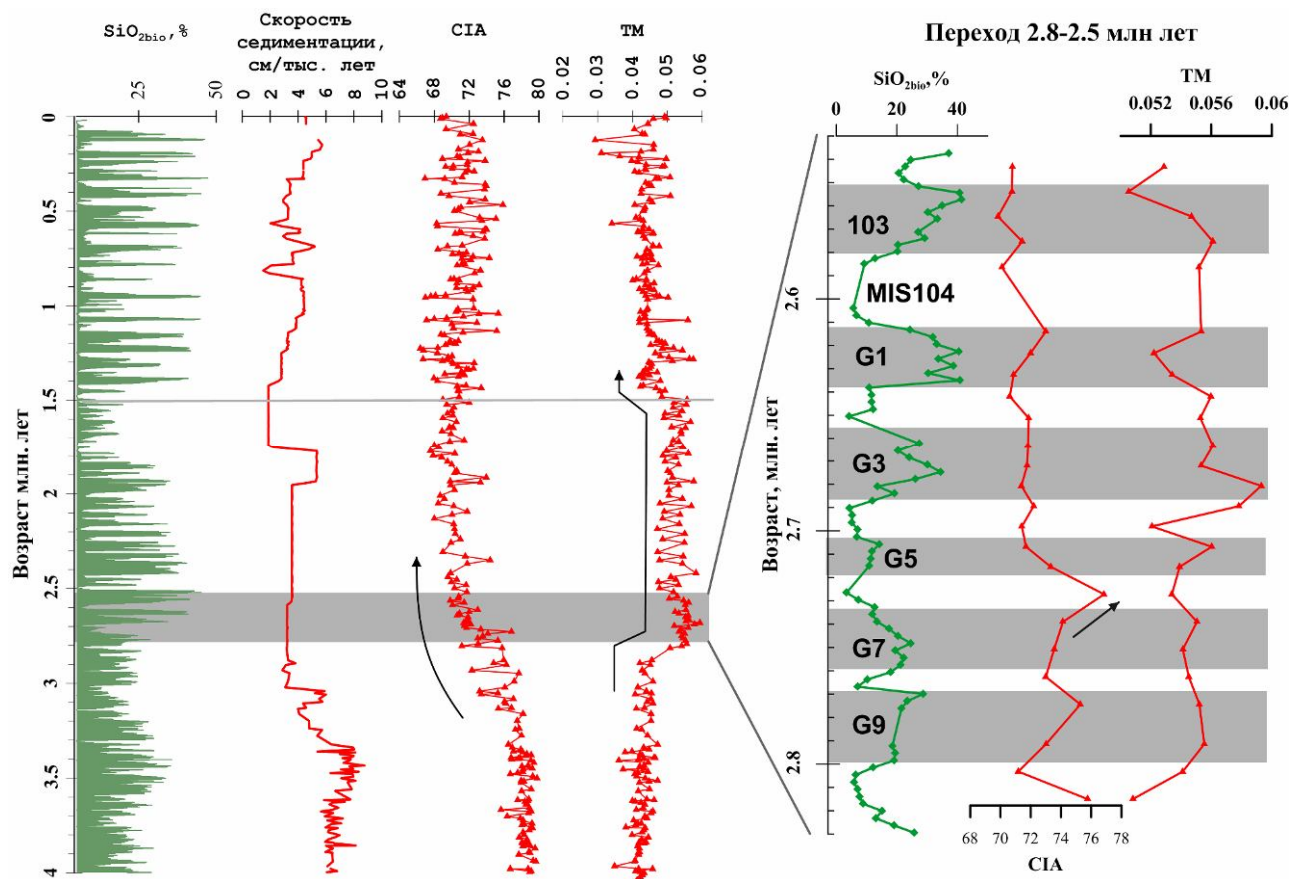 SiO2bio,%
Скорость
седиментации,
см/тыс. лет
CIA
TM
Переход 2.8-2.5 млн лет
25 50
0 2 4 6 8 10
64 68 72 76 80
0.02 0.03 0.04 0.05 0.06
SiO2bio,%
TM
0 20 40
0.052 0.056 0.06
Возраст млн. лет
0
0.5
1
1.5
2
2.5
3
3.5
4
Возраст, млн. лет
2.6
2.7
2.8
103
MIS104
G1
G3
G5
G7
G9
68 70 72 74 76 78
CIA